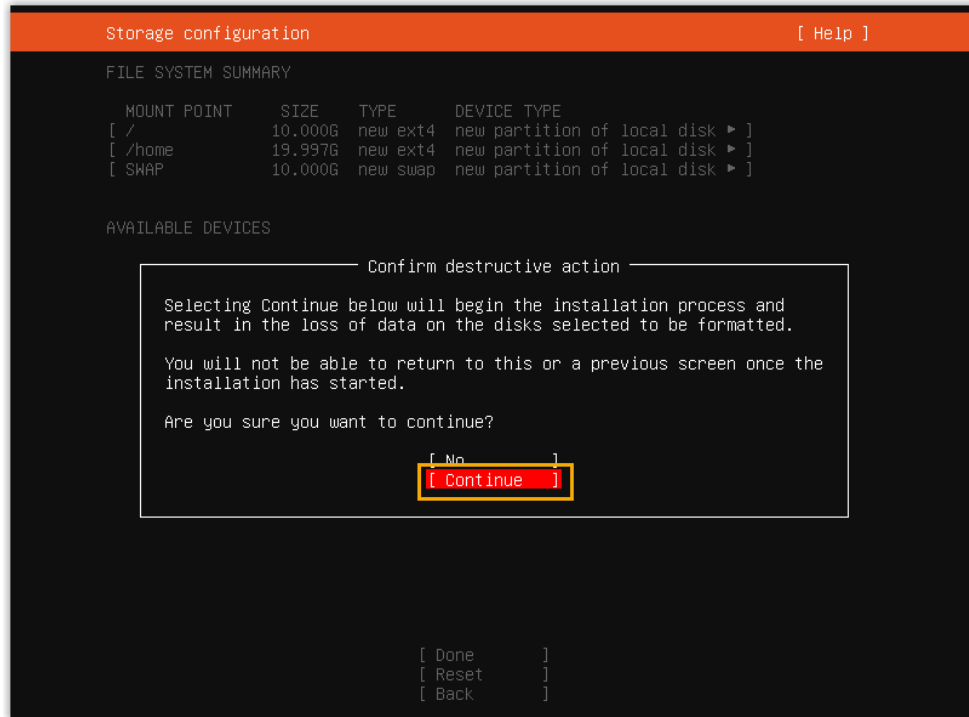 Storage configuration [ Help ]
FILE SYSTEM SUMMARY
MOUNT POINT SIZE TYPE DEVICE TYPE
[ / 10.000G new ext4 new partition of local disk ▸ ]
[ /home 19.997G new ext4 new partition of local disk ▸ ]
[ SWAP 10.000G new swap new partition of local disk ▸ ]
AVAILABLE DEVICES
Confirm destructive action
Selecting Continue below will begin the installation process and
result in the loss of data on the disks selected to be formatted.
You will not be able to return to this or a previous screen once the
installation has started.
Are you sure you want to continue?
[ No ]
[ Continue ]
[ Done ]
[ Reset ]
[ Back ]